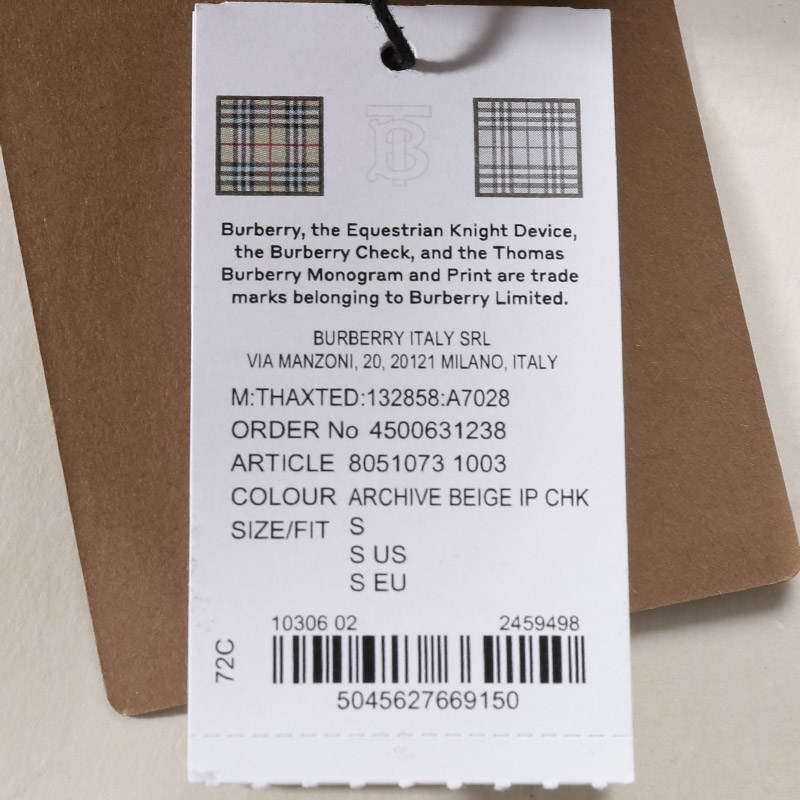 TB
Burberry, the Equestrian Knight Device,
the Burberry Check, and the Thomas
Burberry Monogram and Print are trade
marks belonging to Burberry Limited.
BURBERRY ITALY SRL
VIA MANZONI, 20, 20121 MILANO, ITALY
M:THAXTED:132858:A7028
ORDER No 4500631238
ARTICLE 8051073 1003
COLOUR ARCHIVE BEIGE IP CHK
SIZE/FIT S
S US
S EU
10306 02 2459498
72C
5045627669150